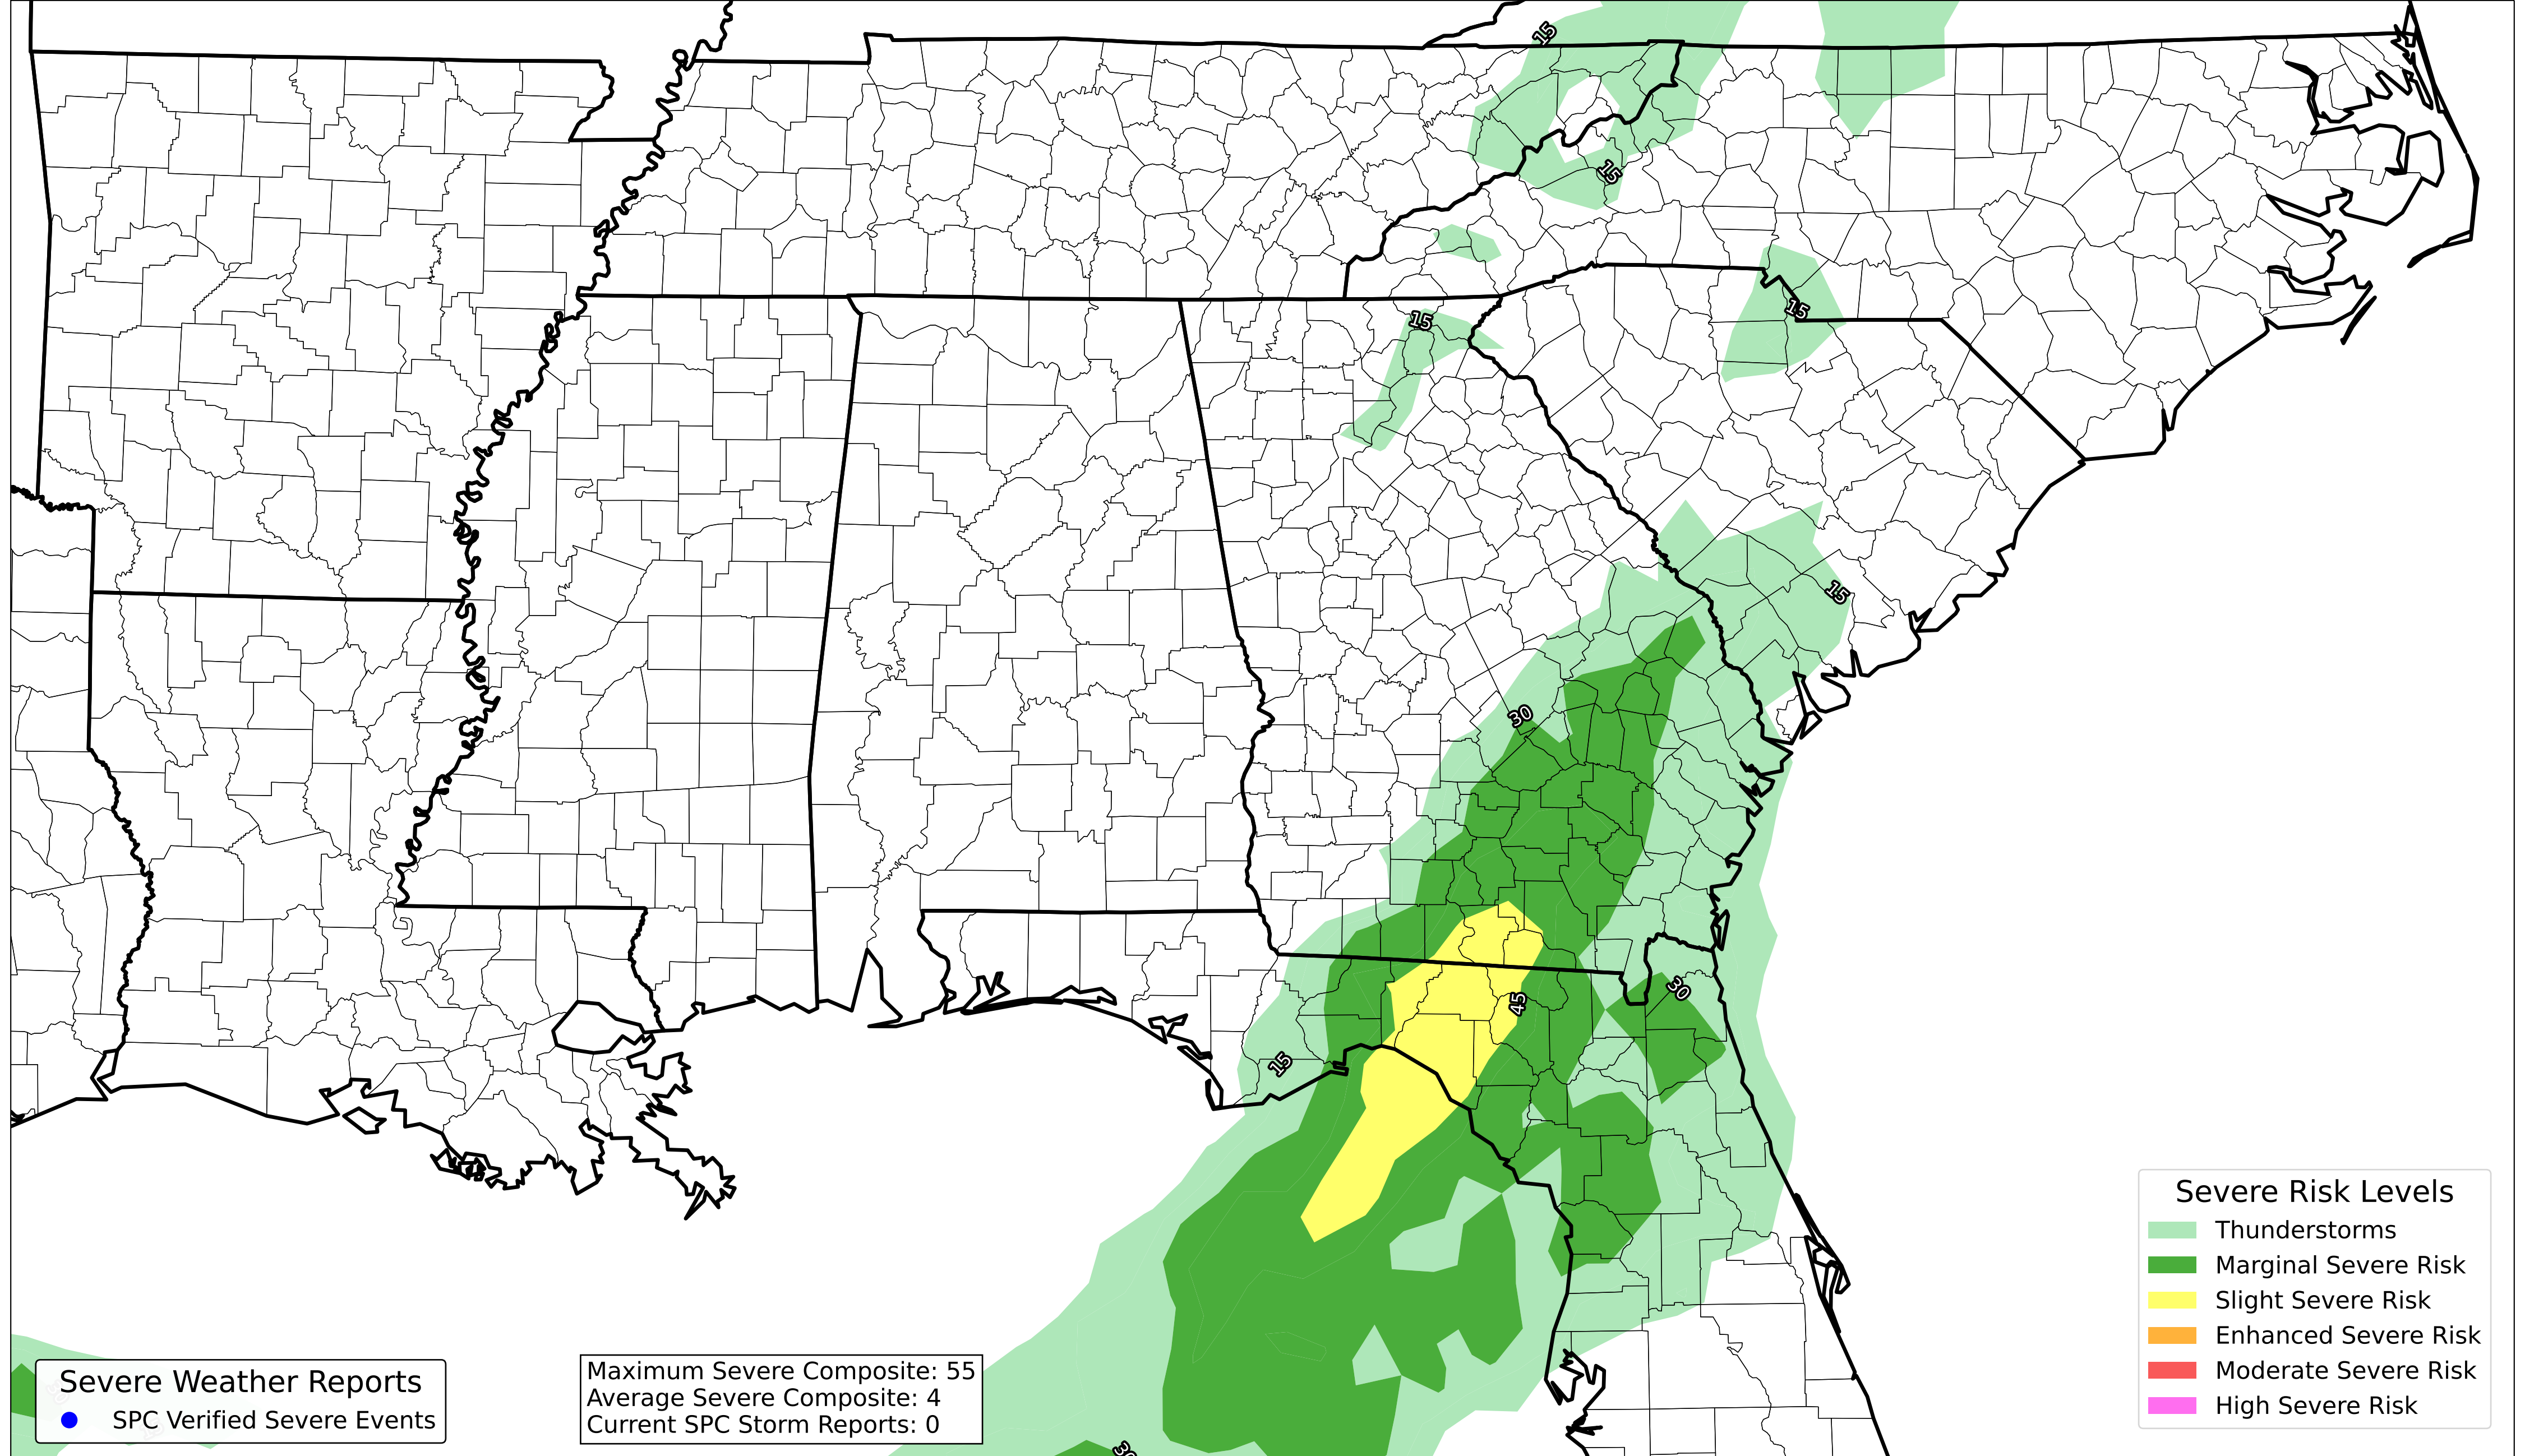 15
15
15
15
15
30
30
45
15
30
Severe Risk Levels
Thunderstorms
Marginal Severe Risk
Slight Severe Risk
Enhanced Severe Risk
Moderate Severe Risk
High Severe Risk
Severe Weather Reports
SPC Verified Severe Events
Maximum Severe Composite: 55
Average Severe Composite: 4
Current SPC Storm Reports: 0